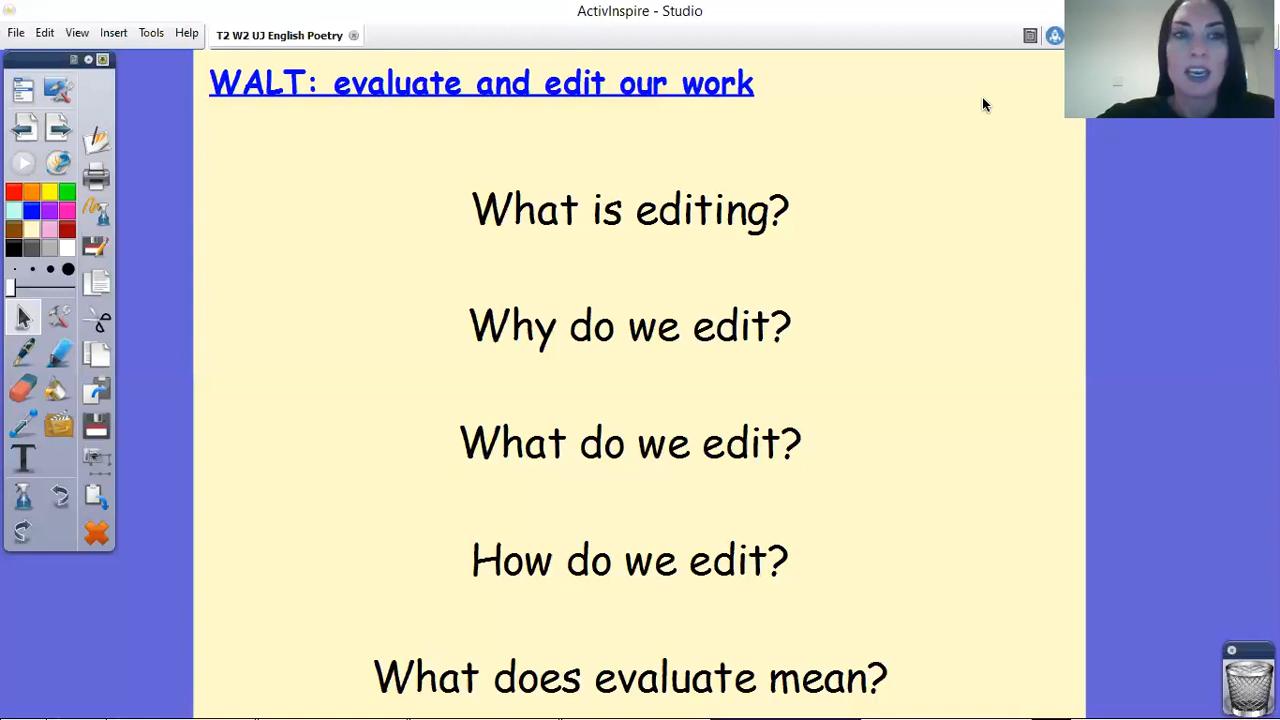 ActivInspire - Studio
File Edit View Insert Tools Help
T2 W2 UJ English Poetry
WALT: evaluate and edit our work
What is editing?
Why do we edit?
What do we edit?
How do we edit?
What does evaluate mean?